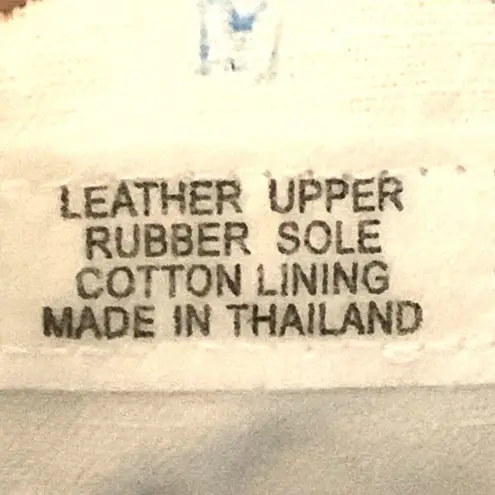 LEATHER UPPER
RUBBER SOLE
COTTON LINING
MADE IN THAILAND